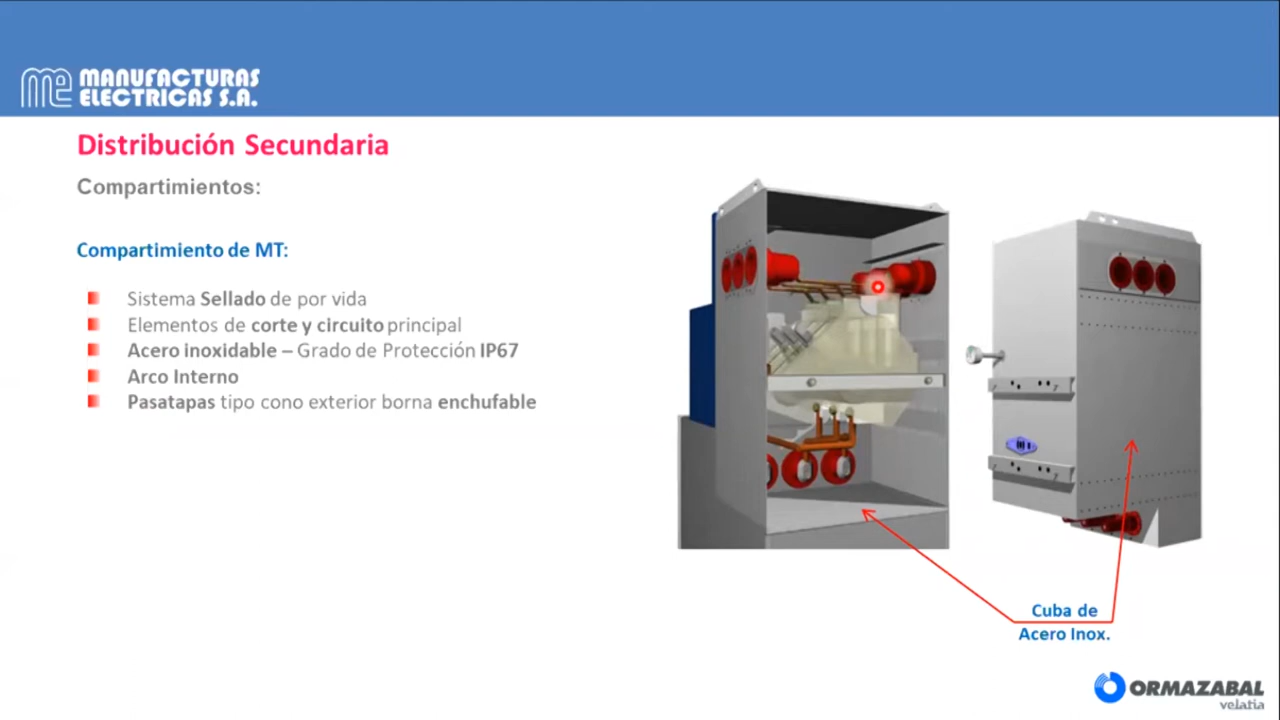 me MANUFACTURAS
ELECTRICAS S.A.
Distribución Secundaria
Compartimientos:
Compartimiento de MT:
Sistema Sellado de por vida
Elementos de corte y circuito principal
Acero inoxidable – Grado de Protección IP67
Arco Interno
Pasatapas tipo cono exterior borna enchufable
Cuba de
Acero Inox.
ORMAZABAL
velatia